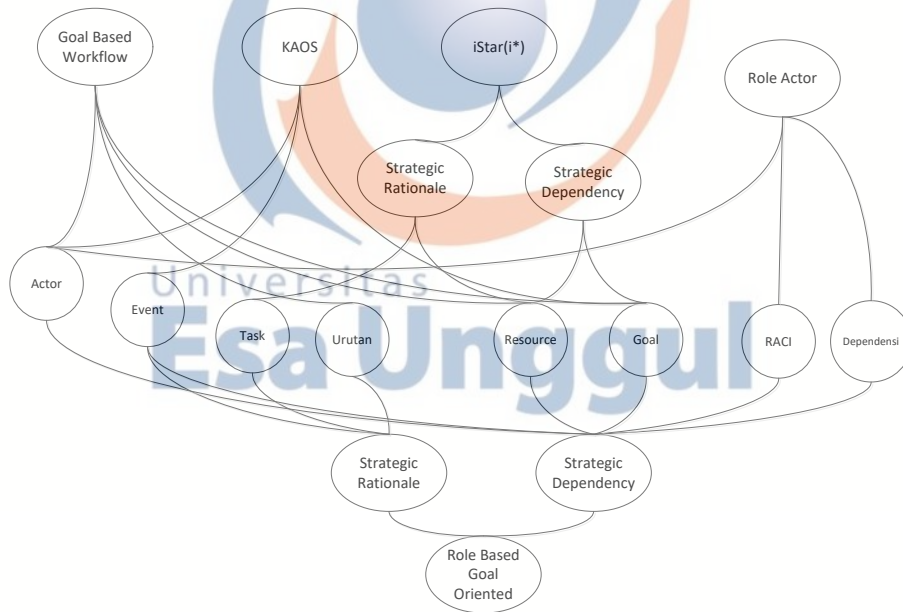 Goal Based
Workflow
KAOS
iStar(i*)
Role Actor
Strategic
Rationale
Strategic
Dependency
Actor
Event
Task
Urutan
Resource
Goal
RACI
Dependensi
Universitas
Esa Unggul
Strategic
Rationale
Strategic
Dependency
Role Based
Goal
Oriented